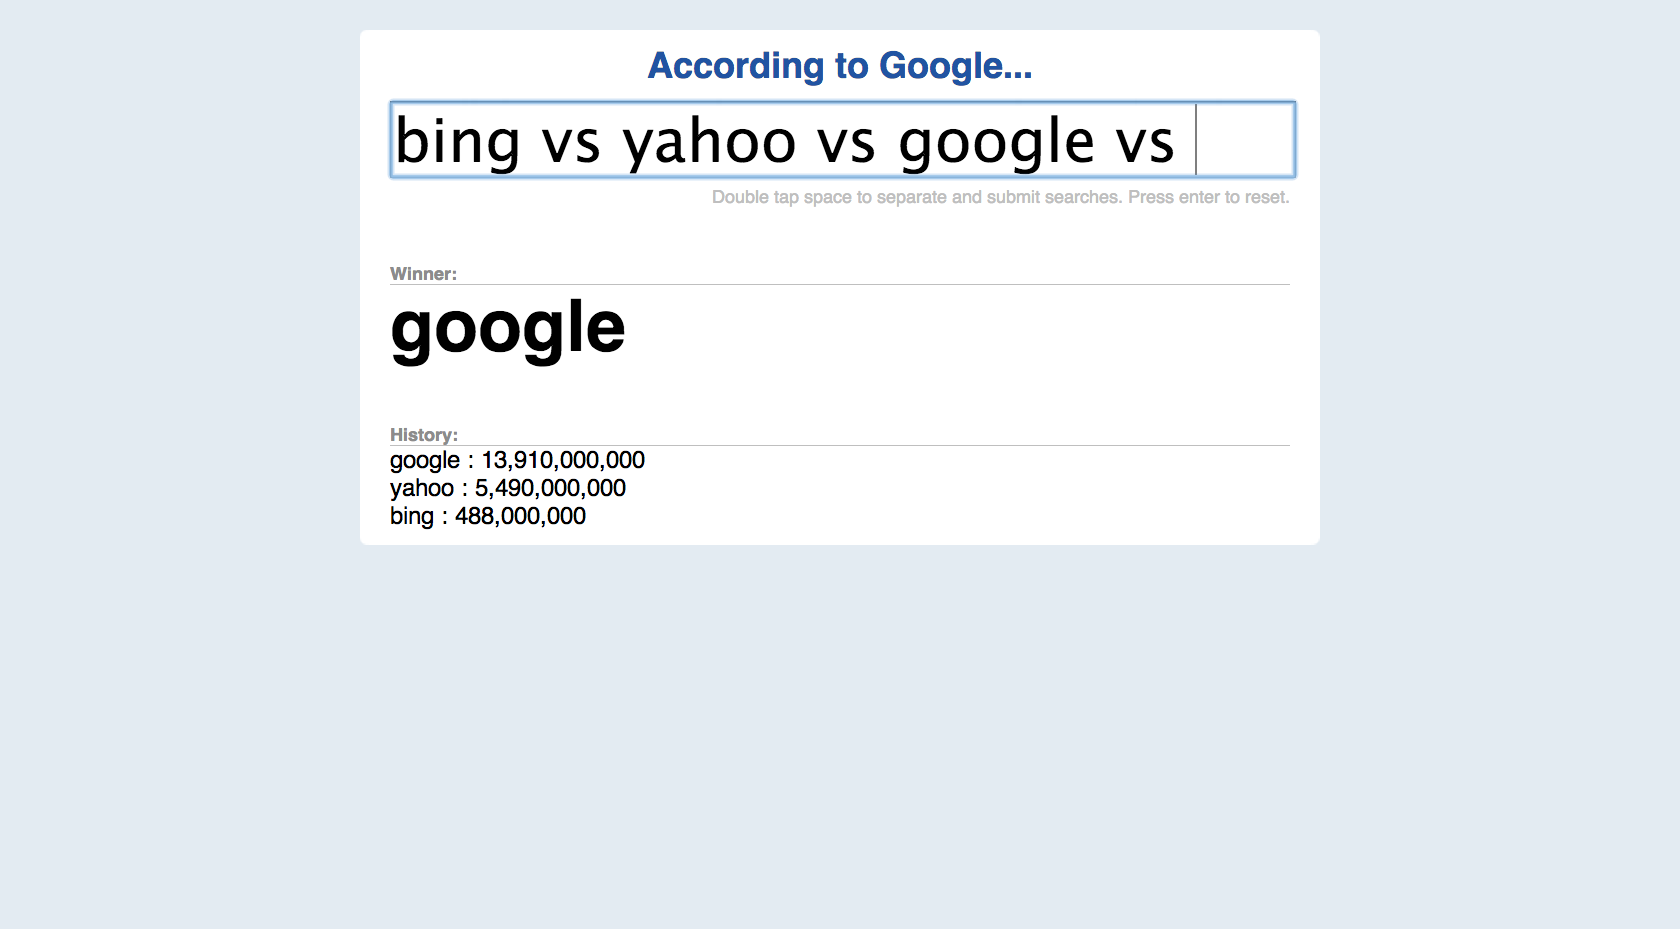 According to Google...
bing vs yahoo vs google vs
Double tap space to separate and submit searches. Press enter to reset.
Winner:
google
History:
google : 13,910,000,000
yahoo : 5,490,000,000
bing : 488,000,000